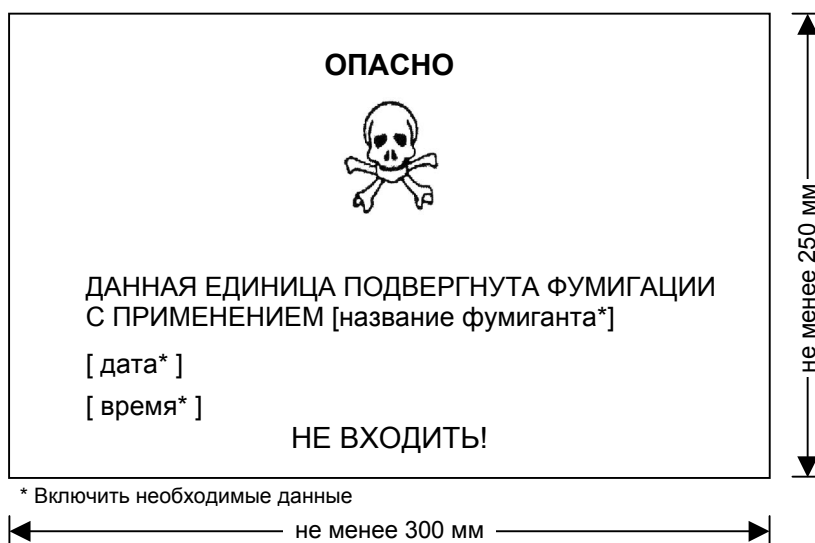 ОПАСНО
ДАННАЯ ЕДИНИЦА ПОДВЕРГНУТА ФУМИГАЦИИ
С ПРИМЕНЕНИЕМ [название фумиганта*]
[ дата* ]
[ время* ]
НЕ ВХОДИТЬ!
* Включить необходимые данные
не менее 300 мм
не менее 250 мм